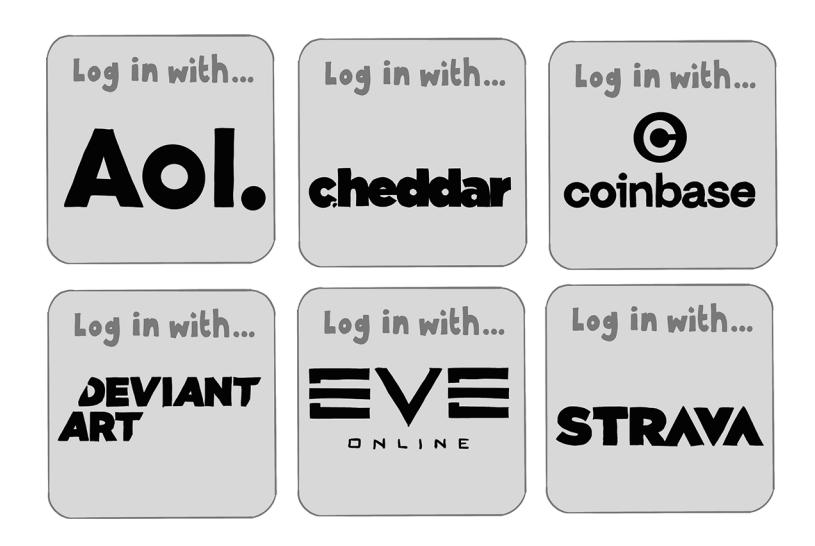 Log in with...
Aol.
Log in with...
cheddar
Log in with...
C
coinbase
Log in with...
DEVIANT
ART
Log in with...
EVE
ONLINE
Log in with...
STRAVA